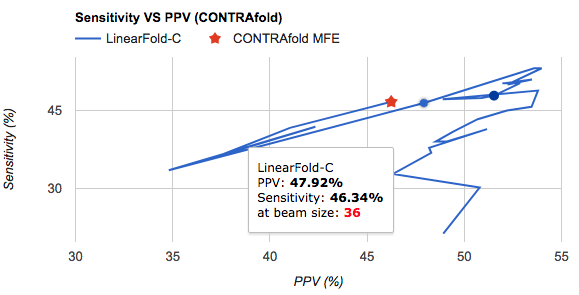 Sensitivity VS PPV (CONTRAfold)
LinearFold-C
CONTRAfold MFE
Sensitivity (%)
45
30
LinearFold-C
PPV: 47.92%
Sensitivity: 46.34%
at beam size: 36
30
35
40
45
50
55
PPV (%)